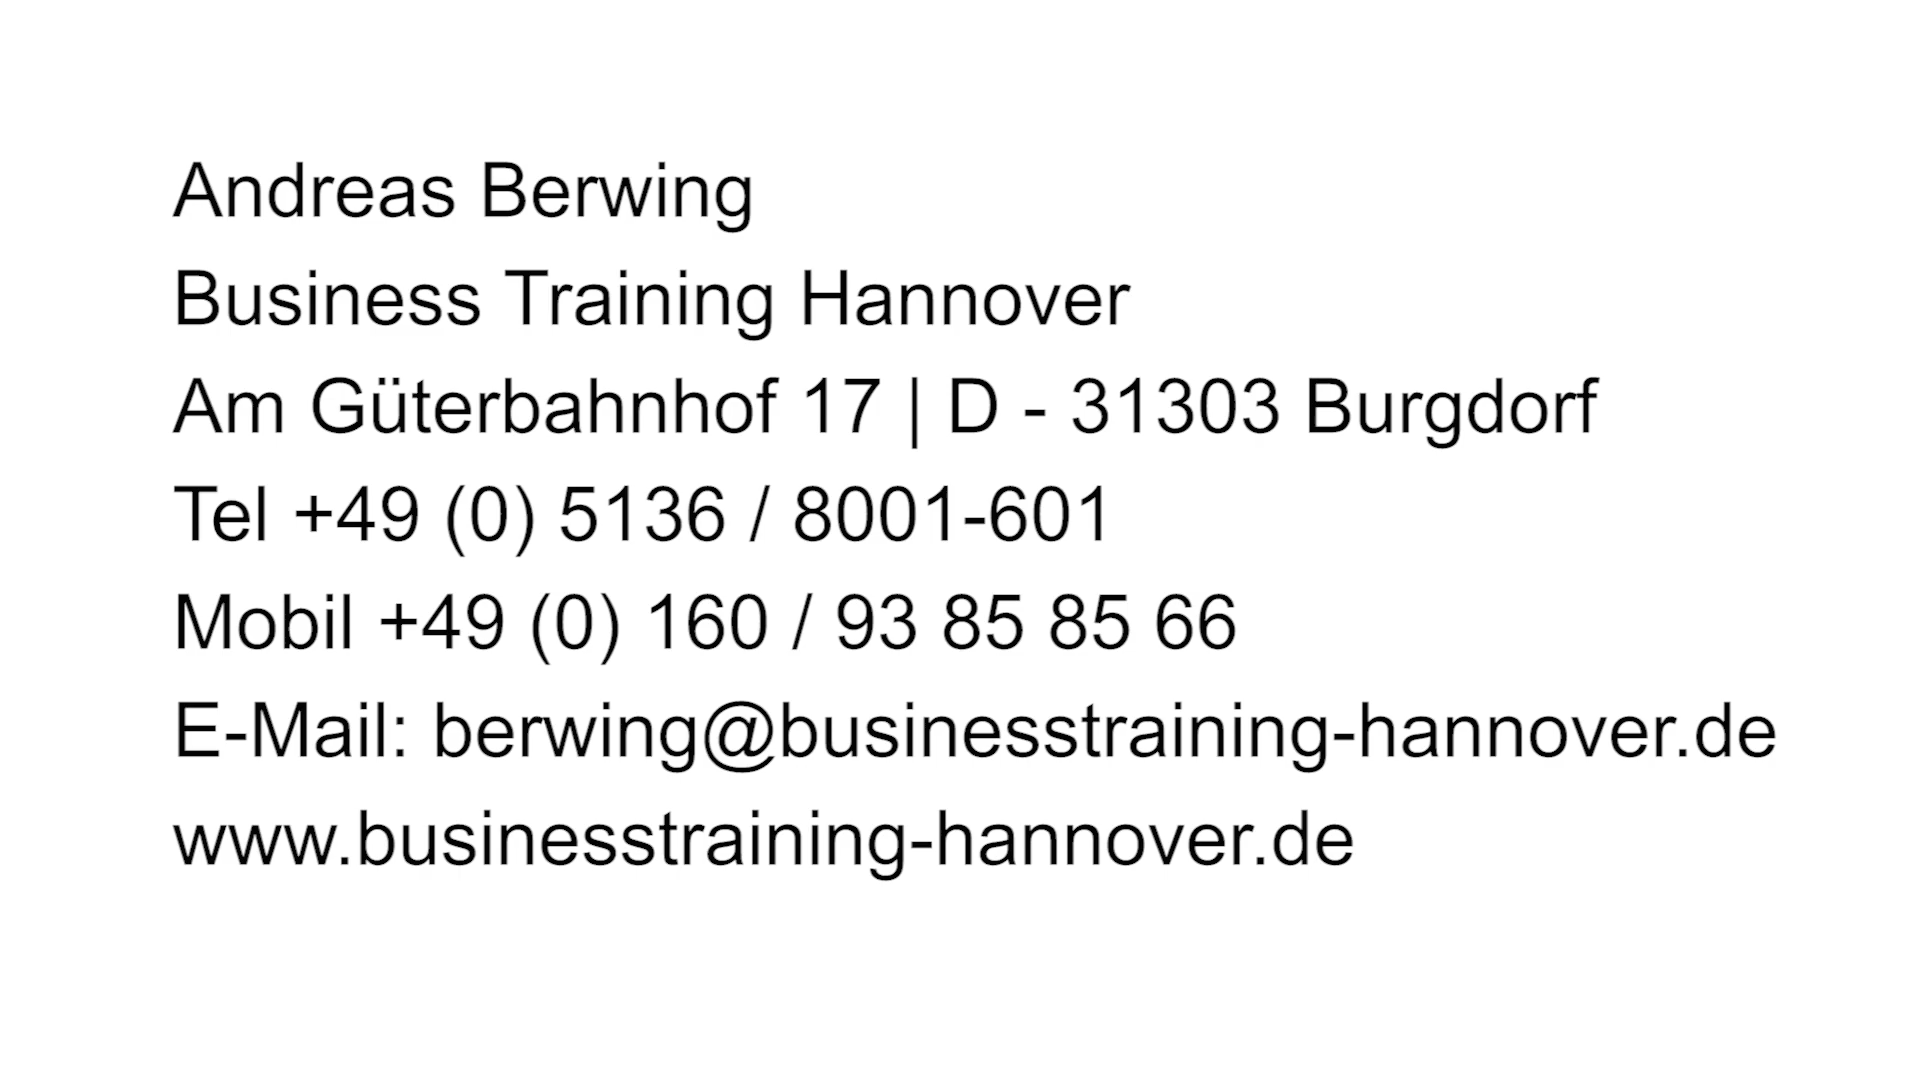 Andreas Berwing
Business Training Hannover
Am Güterbahnhof 17 | D - 31303 Burgdorf
Tel +49 (0) 5136 / 8001-601
Mobil +49 (0) 160 / 93 85 85 66
E-Mail: berwing@businesstraining-hannover.de
www.businesstraining-hannover.de